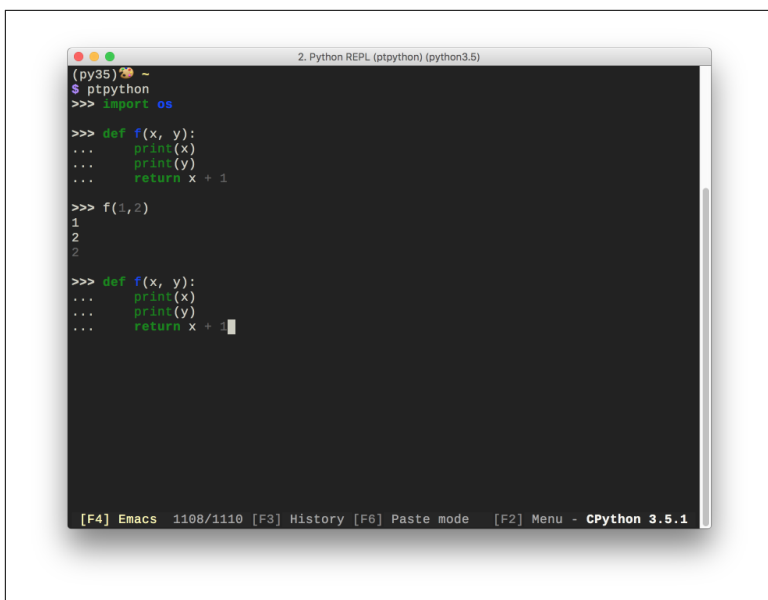 2. Python REPL (ptpython) (python3.5)
(py35)🎨 ~
$ ptpython
>>> import os
>>> def f(x, y):
...     print(x)
...     print(y)
...     return x + 1
>>> f(1,2)
1
2
2
>>> def f(x, y):
...     print(x)
...     print(y)
...     return x + 1
[F4] Emacs  1108/1110 [F3] History [F6] Paste mode   [F2] Menu - CPython 3.5.1